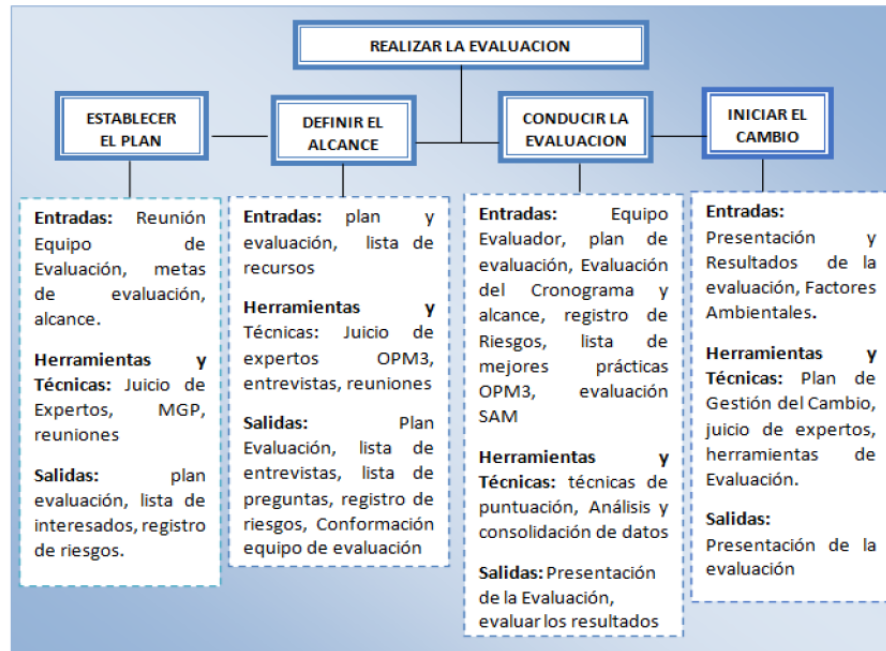 REALIZAR LA EVALUACION
ESTABLECER
EL PLAN
DEFINIR EL
ALCANCE
CONDUCIR LA
EVALUACION
INICIAR EL
CAMBIO
Entradas: Reunión
Equipo de
Evaluación, metas
de evaluación,
alcance.
Herramientas y
Técnicas: Juicio de
Expertos, MGP,
reuniones
Salidas: plan
evaluación, lista de
interesados, registro
de riesgos.
Entradas: plan y
evaluación, lista de
recursos
Herramientas y
Técnicas: Juicio de
expertos OPM3,
entrevistas, reuniones
Salidas: Plan
Evaluación, lista de
entrevistas, lista de
preguntas, registro de
riesgos, Conformación
equipo de evaluación
Entradas: Equipo
Evaluador, plan de
evaluación, Evaluación
del Cronograma y
alcance, registro de
Riesgos, lista de
mejores prácticas
OPM3, evaluación
SAM
Herramientas y
Técnicas: técnicas de
puntuación, Análisis y
consolidación de datos
Salidas: Presentación
de la Evaluación,
evaluar los resultados
Entradas:
Presentación y
Resultados de la
evaluación, Factores
Ambientales.
Herramientas y
Técnicas: Plan de
Gestión del Cambio,
juicio de expertos,
herramientas de
Evaluación.
Salidas:
Presentación de la
evaluación